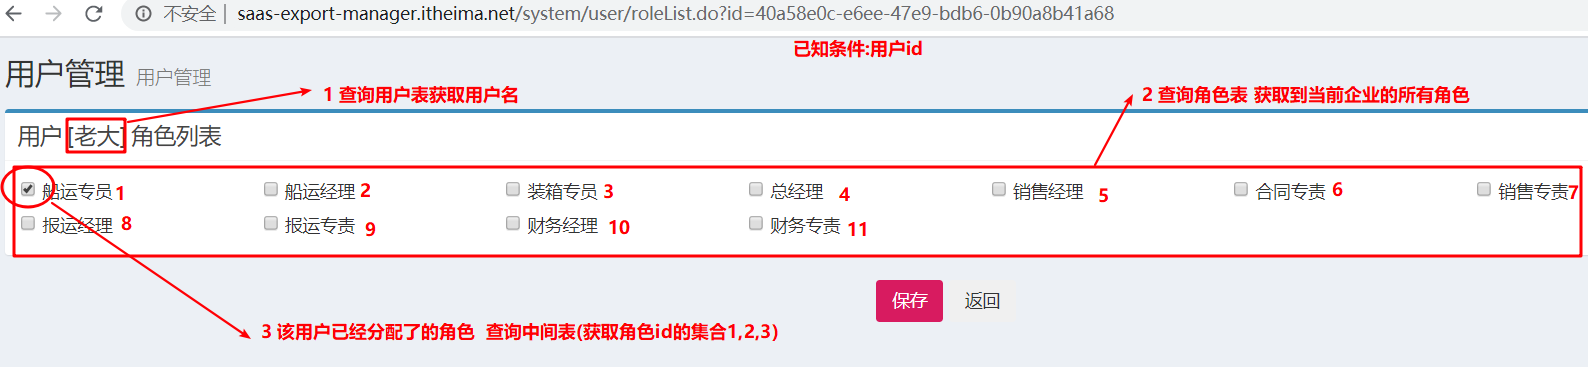 不安全 | saas-export-manager.itheima.net/system/user/roleList.do?id=40a58e0c-e6ee-47e9-bdb6-0b90a8b41a68
已知条件:用户id
用户管理 用户管理
1 查询用户表获取用户名
2 查询角色表 获取到当前企业的所有角色
用户 [老大] 角色列表
船运专员 1 船运经理 2 装箱专员 3 总经理 4 销售经理 5 合同专责 6 销售专责 7
报运经理 8 报运专责 9 财务经理 10 财务专责 11
保存 返回
3 该用户已经分配了的角色 查询中间表(获取角色id的集合1,2,3)